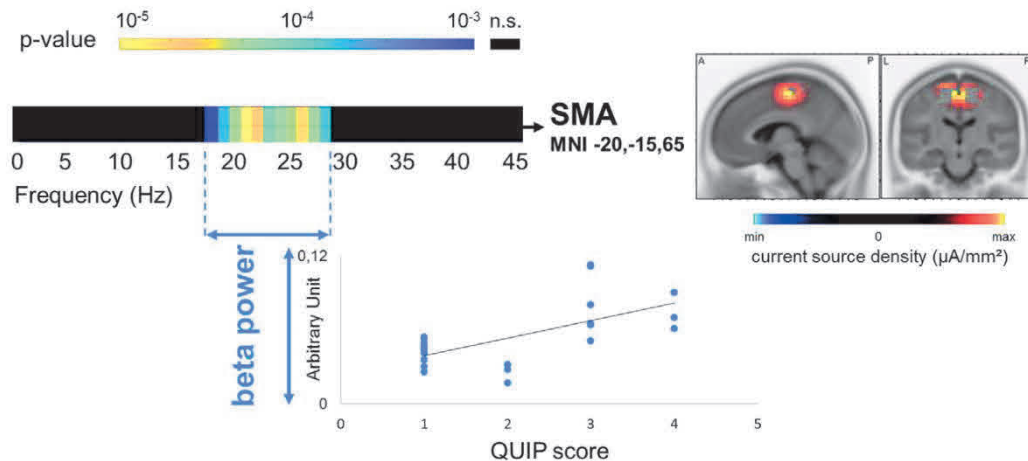 10-5 10-4 10-3 n.s.
p-value
A P L
SMA
MNI -20,-15,65
0 5 10 15 20 25 30 35 40 45
Frequency (Hz)
min 0 max
current source density (µA/mm²)
beta power
Arbitrary Unit
0,12
0
0 1 2 3 4 5
QUIP score